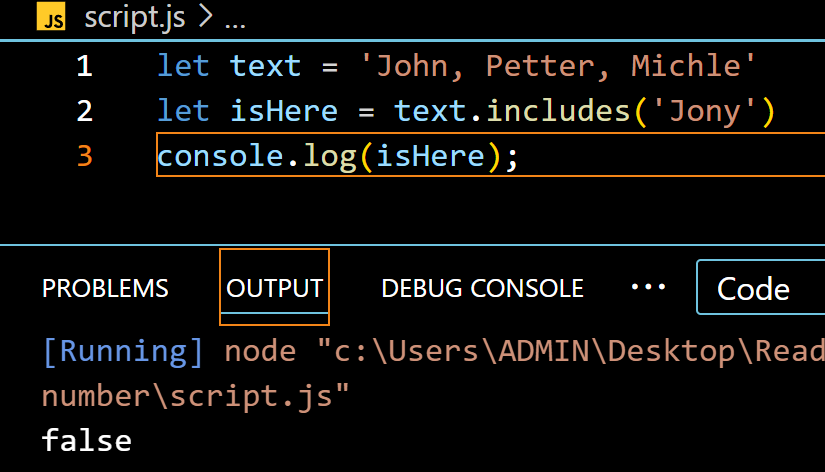 JS script.js > ...
1 let text = 'John, Petter, Michle'
2 let isHere = text.includes('Jony')
3 console.log(isHere);
PROBLEMS OUTPUT DEBUG CONSOLE ... Code
[Running] node "c:\Users\ADMIN\Desktop\Read
number\script.js"
false